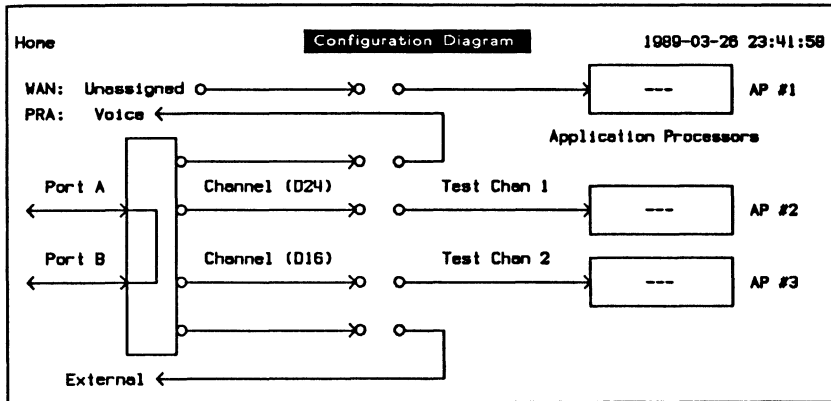 Home Configuration Diagram 1989-03-26 23:41:58
WAN: Unassigned --- AP #1
PRA: Voice
Application Processors
Port A Channel (D24) Test Chan 1 --- AP #2
Port B Channel (D16) Test Chan 2 --- AP #3
External